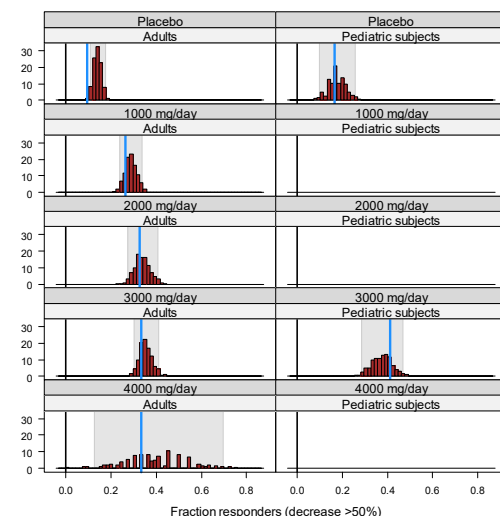 Placebo Placebo
Adults Pediatric subjects
30
20
10
0
1000 mg/day 1000 mg/day
Adults Pediatric subjects
30
20
10
0
2000 mg/day 2000 mg/day
Adults Pediatric subjects
30
20
10
0
3000 mg/day 3000 mg/day
Adults Pediatric subjects
30
20
10
0
4000 mg/day 4000 mg/day
Adults Pediatric subjects
30
20
10
0
0.0 0.2 0.4 0.6 0.8 0.0 0.2 0.4 0.6 0.8
Fraction responders (decrease >50%)